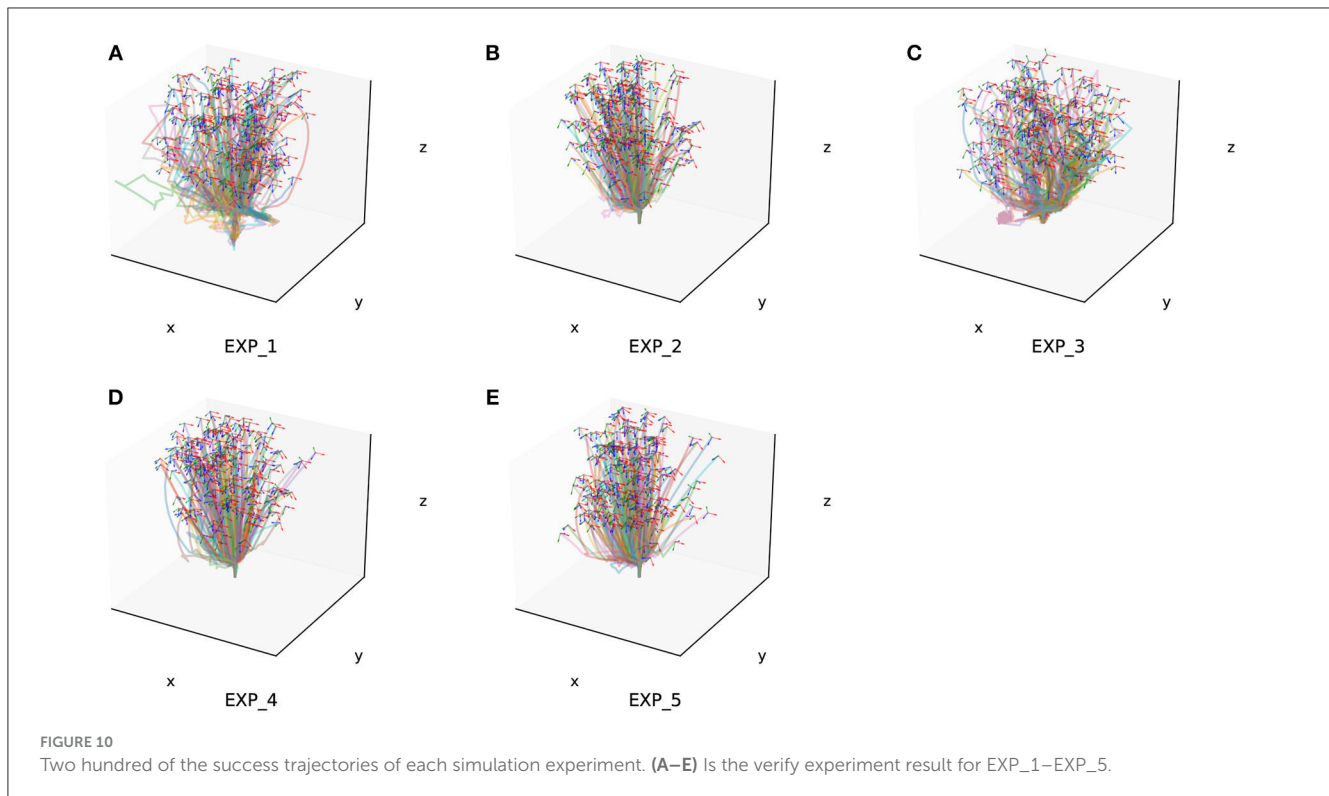 A
B
C
z
z
z
y
y
y
x
x
x
EXP_1
EXP_2
EXP_3
D
E
z
z
y
y
x
x
EXP_4
EXP_5
FIGURE 10
Two hundred of the success trajectories of each simulation experiment. (A–E) Is the verify experiment result for EXP_1–EXP_5.